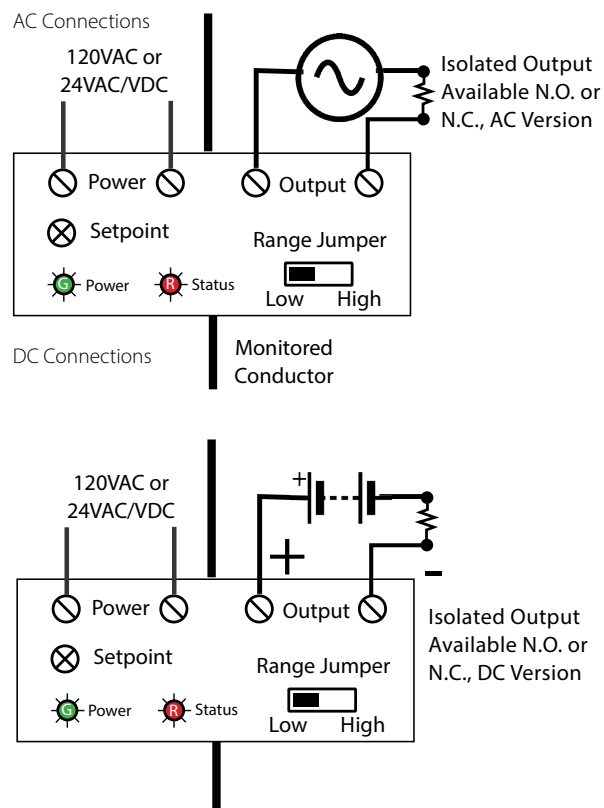 AC Connections
120VAC or
24VAC/VDC
Isolated Output
Available N.O. or
N.C., AC Version
Power
Output
Setpoint
Range Jumper
G Power
R Status
Low High
DC Connections
Monitored
Conductor
120VAC or
24VAC/VDC
+
+
-
Power
Output
Isolated Output
Available N.O. or
N.C., DC Version
Setpoint
Range Jumper
G Power
R Status
Low High